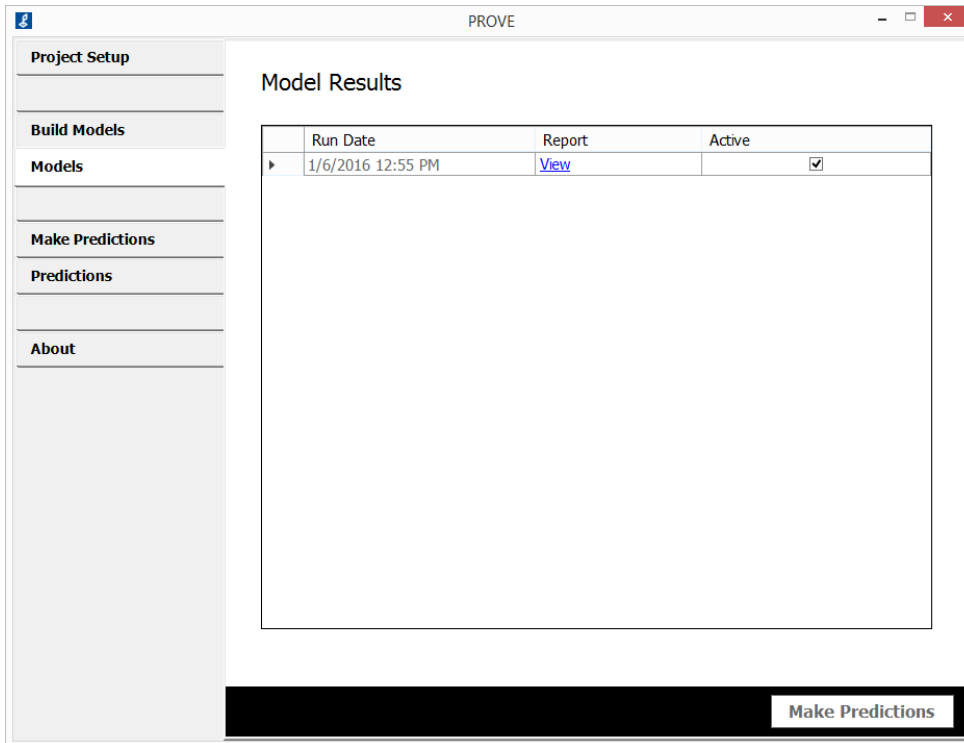 PROVE
Project Setup
Build Models
Models
Make Predictions
Predictions
About
Model Results
Run Date Report Active
1/6/2016 12:55 PM View
Make Predictions